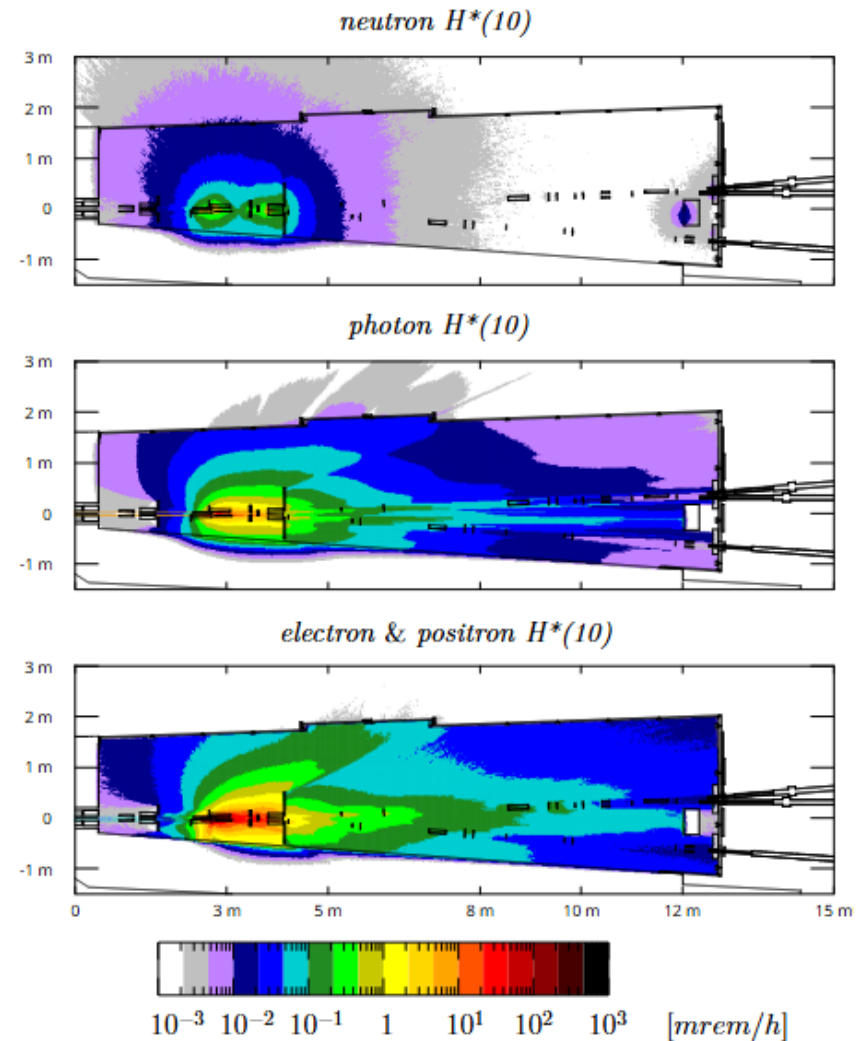 neutron H*(10)
3 m
2 m
1 m
0
-1 m
photon H*(10)
3 m
2 m
1 m
0
-1 m
electron & positron H*(10)
3 m
2 m
1 m
0
-1 m
0 3 m 5 m 8 m 10 m 12 m 15 m
10⁻³ 10⁻² 10⁻¹ 1 10¹ 10² 10³ [mrem/h]